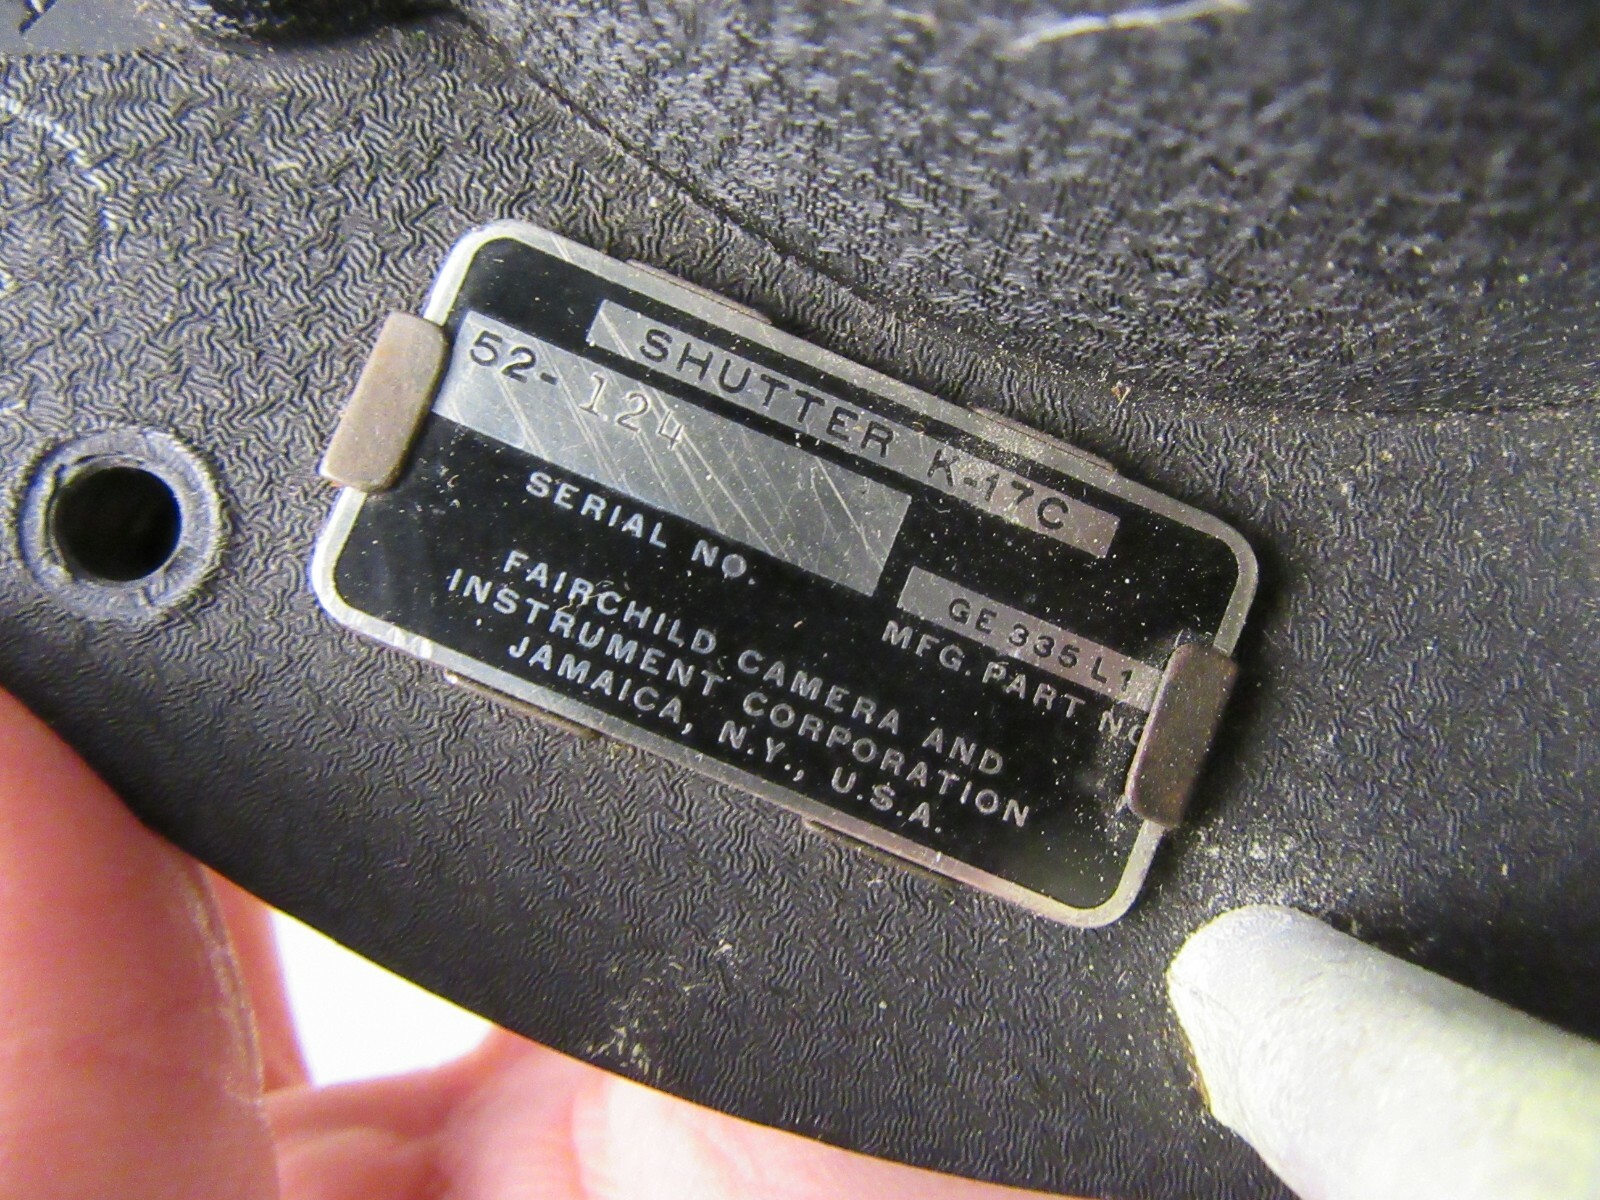 SHUTTER K-17C
52-124
SERIAL NO.
GE 335 L1
MFG. PART NO
FAIRCHILD CAMERA AND
INSTRUMENT CORPORATION
JAMAICA, N.Y., U.S.A.